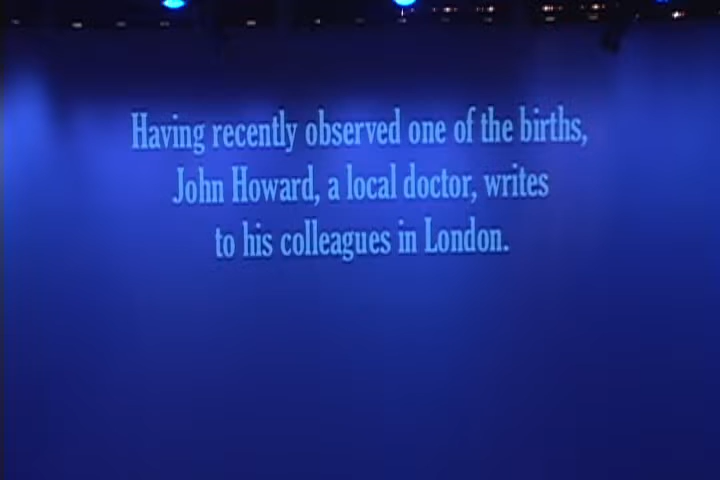 Having recently observed one of the births,
John Howard, a local doctor, writes
to his colleagues in London.